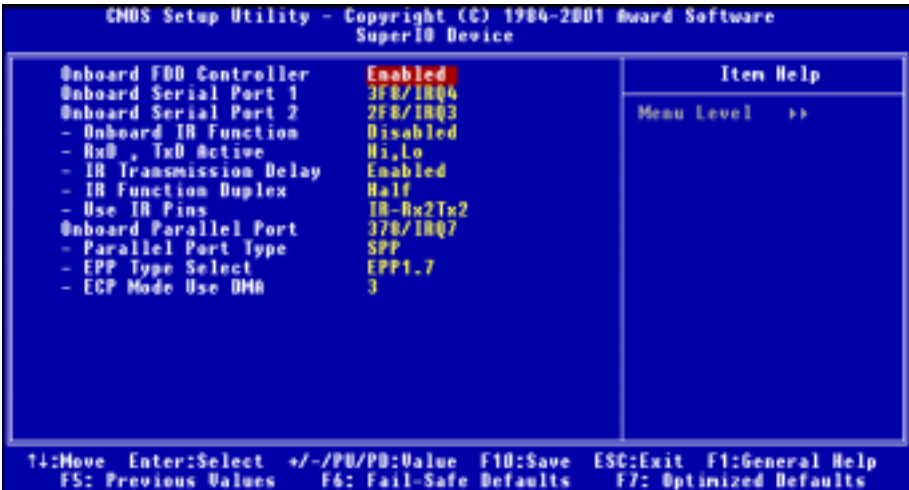 CMOS Setup Utility - Copyright (C) 1984-2001 Award Software
SuperIO Device
Onboard FDD Controller Enabled
Onboard Serial Port 1 3F8/IRQ4
Onboard Serial Port 2 2F8/IRQ3
- Onboard IR Function Disabled
- RxD , TxD Active Hi,Lo
- IR Transmission Delay Enabled
- IR Function Duplex Half
- Use IR Pins IR-Rx2Tx2
Onboard Parallel Port 378/IRQ7
- Parallel Port Type SPP
- EPP Type Select EPP1.7
- ECP Mode Use DMA 3
Item Help
Menu Level ►►
↑↓:Move Enter:Select +/-/PU/PD:Value F10:Save ESC:Exit F1:General Help
F5: Previous Values F6: Fail-Safe Defaults F7: Optimized Defaults